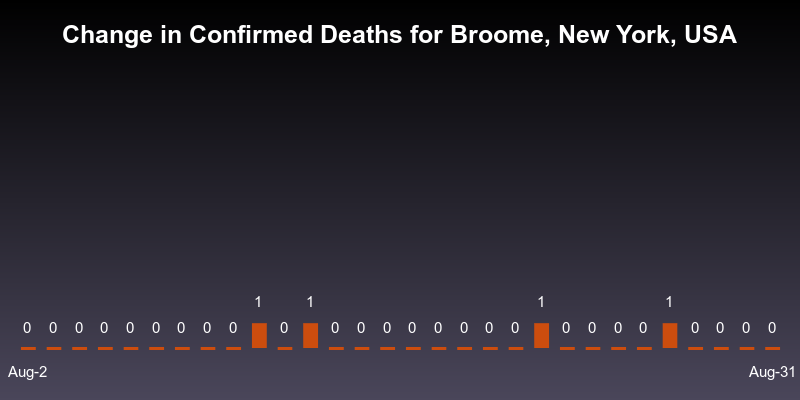 Change in Confirmed Deaths for Broome, New York, USA
1 1 1 1
0 0 0 0 0 0 0 0 0 0 0 0 0 0 0 0 0 0 0 0 0 0 0 0 0 0
Aug-2 Aug-31